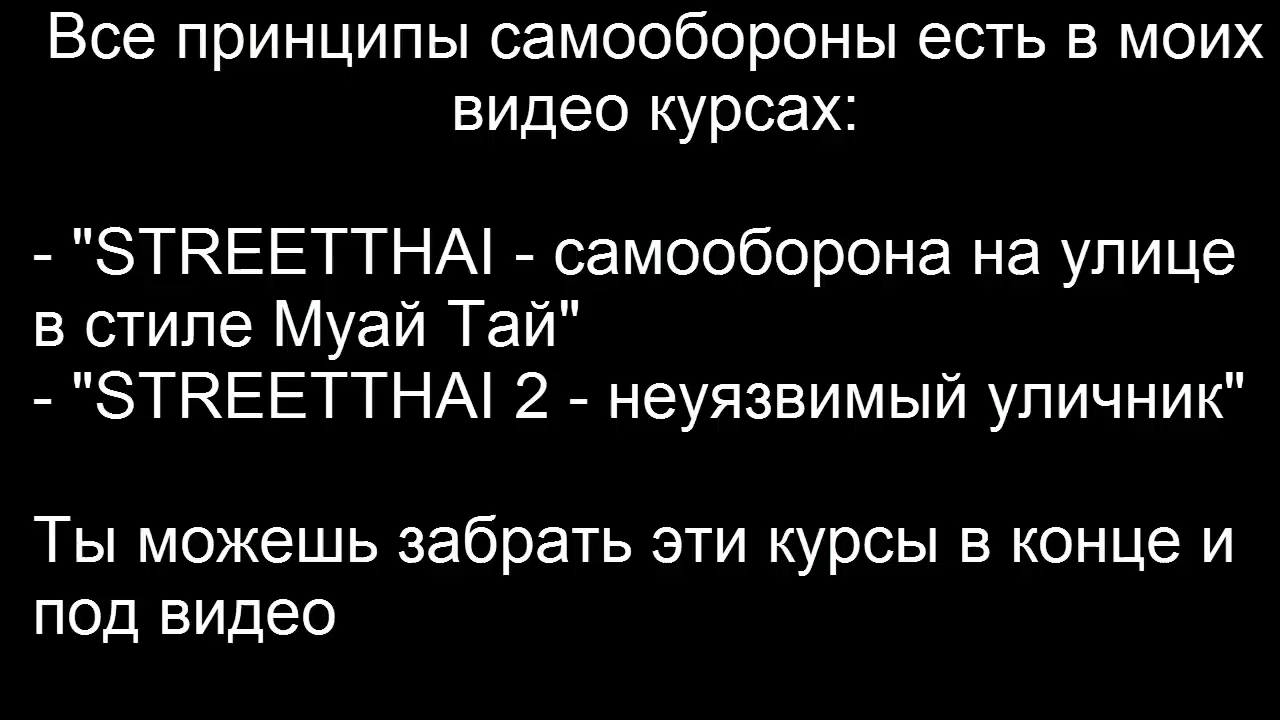 Все принципы самообороны есть в моих
видео курсах:
- "STREETTHAI - самооборона на улице
в стиле Муай Тай"
- "STREETTHAI 2 - неуязвимый уличник"
Ты можешь забрать эти курсы в конце и
под видео